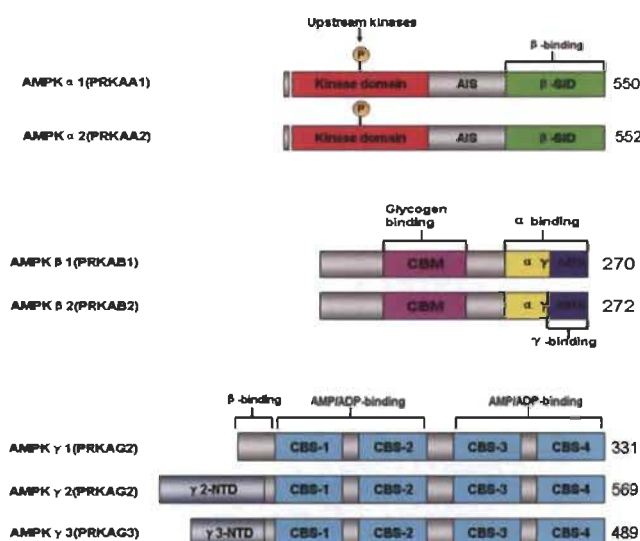 Upstream kinases
P
β-binding
AMPK α 1(PRKAA1) Kinase domain AIS β-SID 550
P
AMPK α 2(PRKAA2) Kinase domain AIS β-SID 552
Glycogen
binding
α binding
AMPK β 1(PRKAB1) CBM α γ 270
AMPK β 2(PRKAB2) CBM α γ 272
γ-binding
β-binding AMP/ADP-binding AMP/ADP-binding
AMPK γ 1(PRKAG2) CBS-1 CBS-2 CBS-3 CBS-4 331
AMPK γ 2(PRKAG2) γ 2-NTD CBS-1 CBS-2 CBS-3 CBS-4 569
AMPK γ 3(PRKAG3) γ 3-NTD CBS-1 CBS-2 CBS-3 CBS-4 489